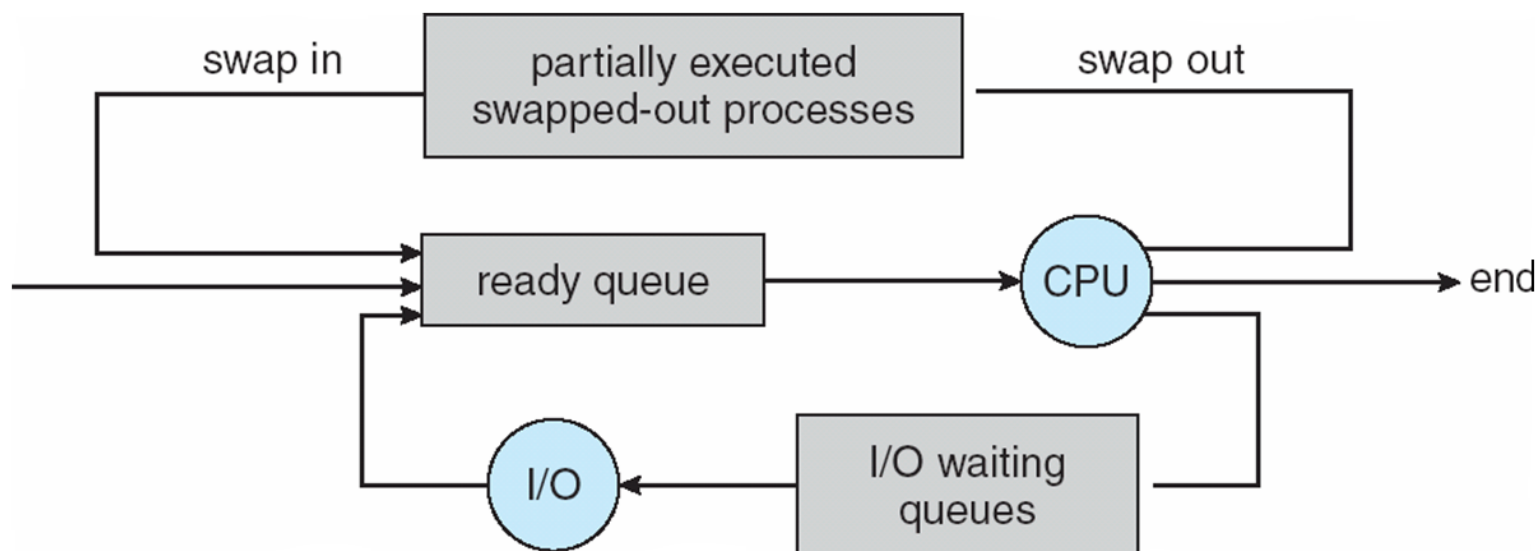 swap in
partially executed
swapped-out processes
swap out
ready queue
CPU
end
I/O
I/O waiting
queues